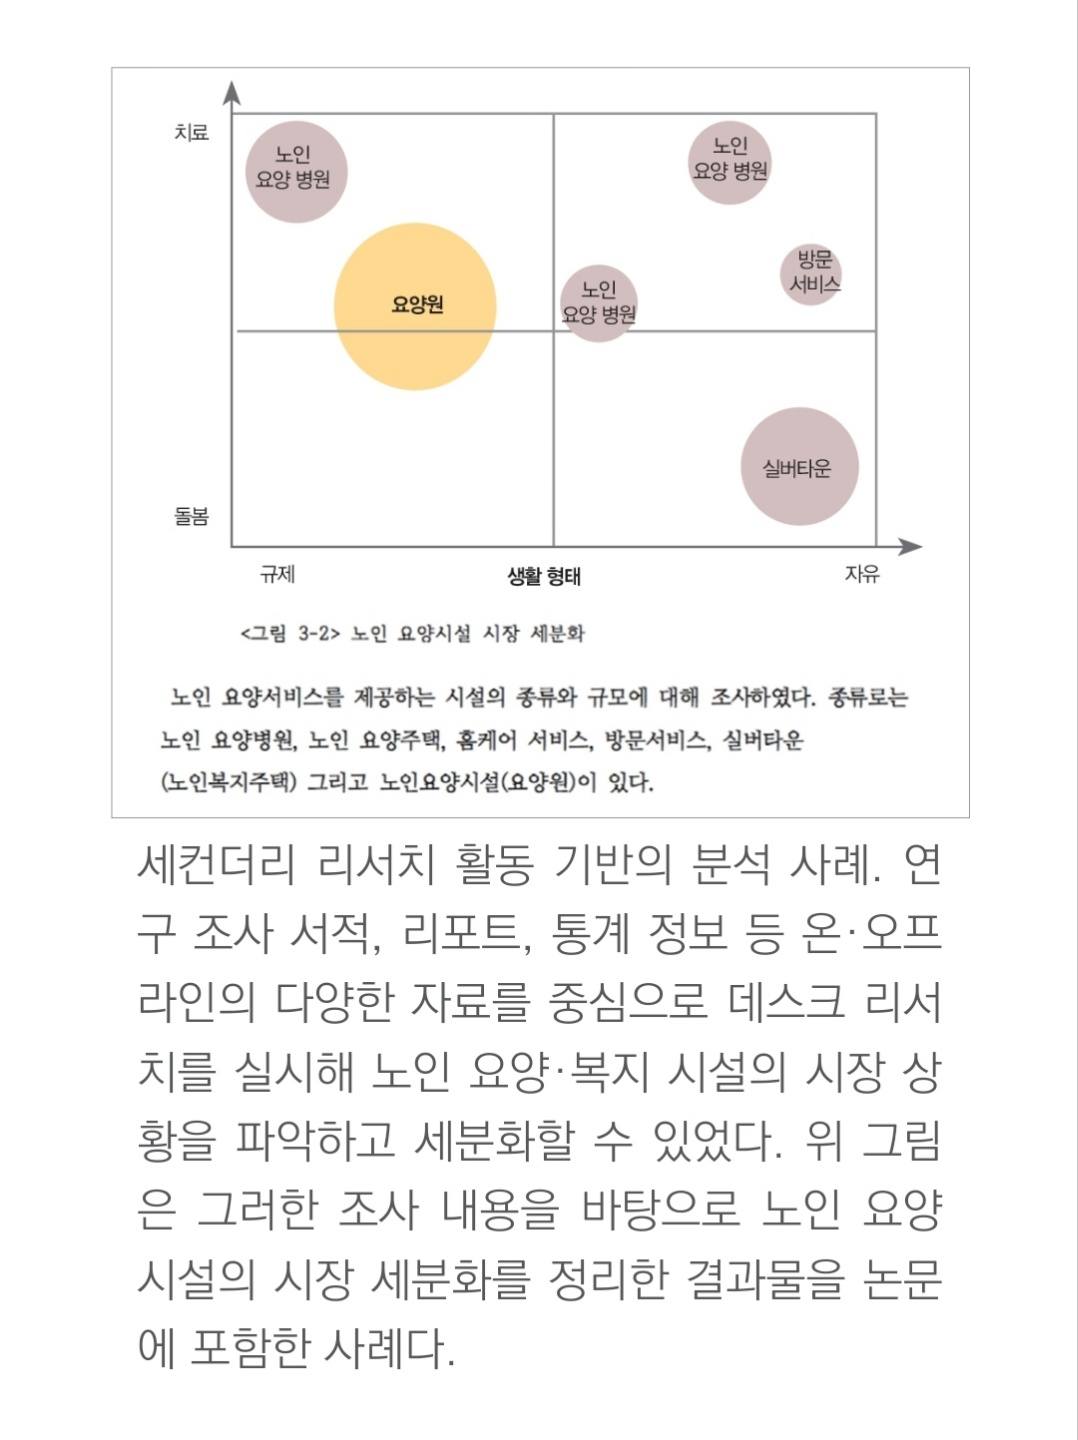 치료
노인
요양 병원
노인
요양 병원
방문
서비스
요양원
노인
요양 병원
실버타운
돌봄
규제
생활 형태
자유
<그림 3-2> 노인 요양시설 시장 세분화
노인 요양서비스를 제공하는 시설의 종류와 규모에 대해 조사하였다. 종류로는
노인 요양병원, 노인 요양주택, 홈케어 서비스, 방문서비스, 실버타운
(노인복지주택) 그리고 노인요양시설(요양원)이 있다.
세컨더리 리서치 활동 기반의 분석 사례. 연
구 조사 서적, 리포트, 통계 정보 등 온·오프
라인의 다양한 자료를 중심으로 데스크 리서
치를 실시해 노인 요양·복지 시설의 시장 상
황을 파악하고 세분화할 수 있었다. 위 그림
은 그러한 조사 내용을 바탕으로 노인 요양
시설의 시장 세분화를 정리한 결과물을 논문
에 포함한 사례다.